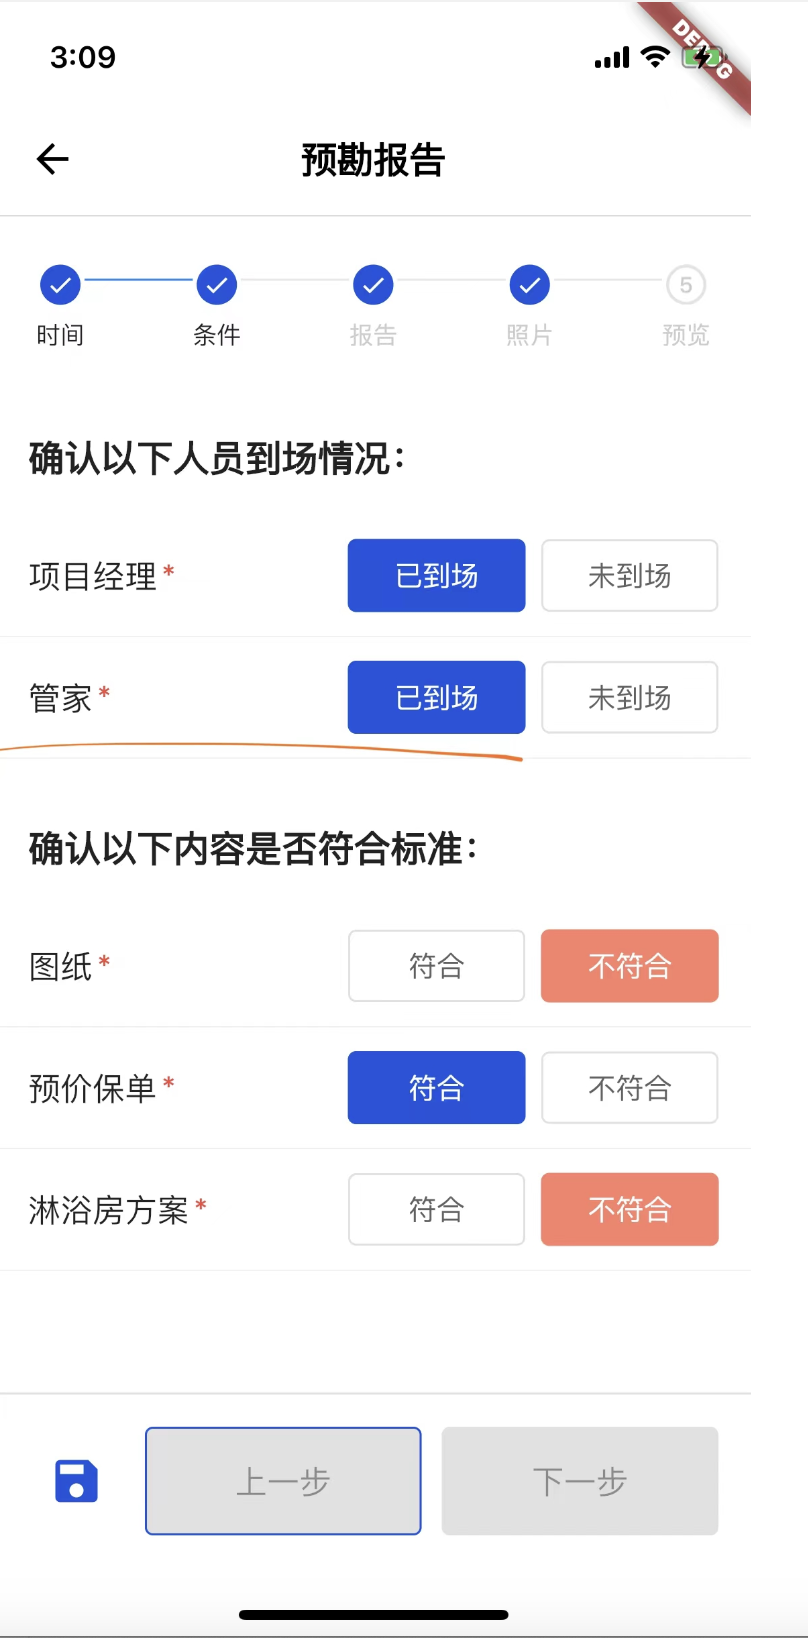 3:09
DEBUG
预勘报告
5
时间 条件 报告 照片 预览
确认以下人员到场情况：
项目经理* 已到场 未到场
管家* 已到场 未到场
确认以下内容是否符合标准：
图纸* 符合 不符合
预价保单* 符合 不符合
淋浴房方案* 符合 不符合
上一步 下一步